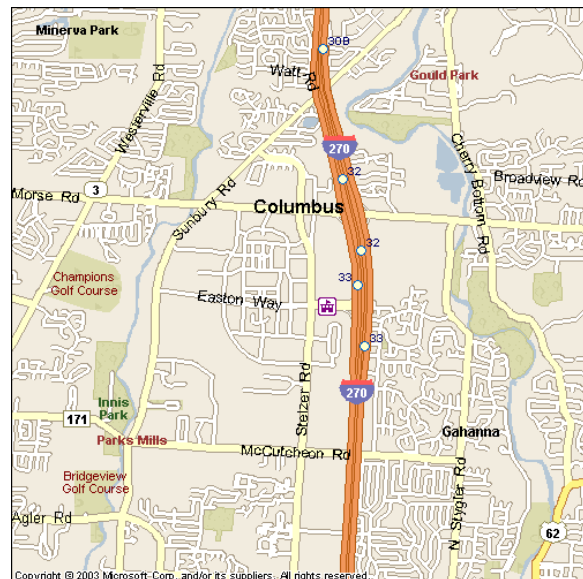 Minerva Park
30B
Watt Rd
Gould Park
Westerville Rd
270
Cherry Bottom Rd
32
Broadview Rd
Morse Rd
3
Sunbury Rd
Columbus
32
Champions
Golf Course
33
Easton Way
33
Stelzer Rd
270
Innis
Park
171
Parks Mills
Gahanna
McCutcheon Rd
Bridgeview
Golf Course
N Stygler Rd
Agler Rd
62
Copyright © 2003 Microsoft Corp. and/or its suppliers. All rights reserved.